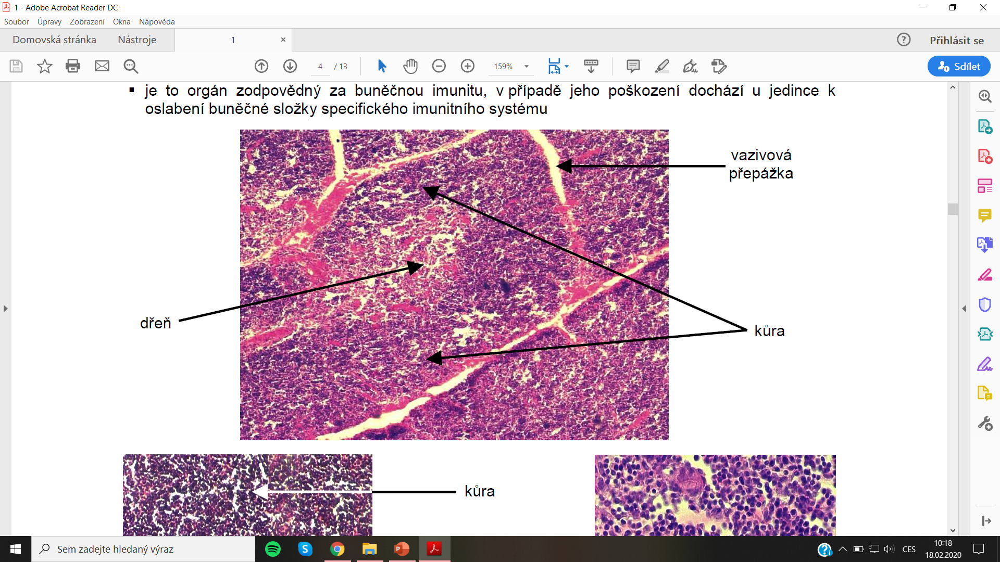 1 - Adobe Acrobat Reader DC
Soubor Úpravy Zobrazení Okna Nápověda
Domovská stránka Nástroje 1 Přihlásit se
4 / 13 159% Sdílet
je to orgán zodpovědný za buněčnou imunitu, v případě jeho poškození dochází u jedince k
oslabení buněčné složky specifického imunitního systému
vazivová
přepážka
dřeň
kůra
kůra
Sem zadejte hledaný výraz
CES
10:18
18.02.2020